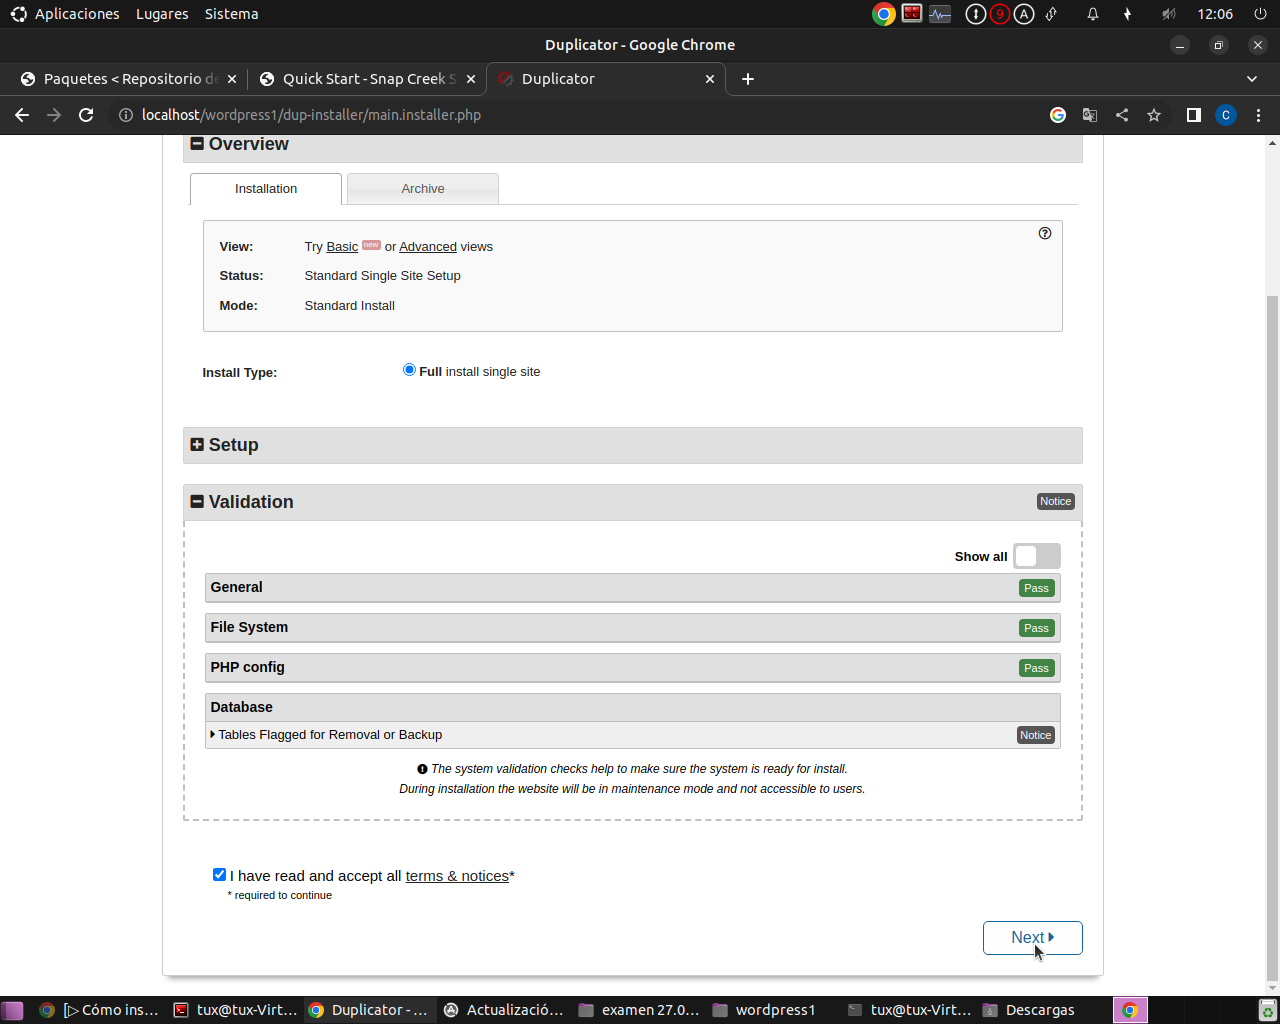 Aplicaciones Lugares Sistema 9 A 12:06
Duplicator - Google Chrome
Paquetes < Repositorio de Quick Start - Snap Creek S Duplicator
localhost/wordpress1/dup-installer/main.installer.php C
Overview
Installation Archive
View: Try Basic new or Advanced views
Status: Standard Single Site Setup
Mode: Standard Install
Install Type: Full install single site
Setup
Validation Notice
Show all
General Pass
File System Pass
PHP config Pass
Database
Tables Flagged for Removal or Backup Notice
The system validation checks help to make sure the system is ready for install.
During installation the website will be in maintenance mode and not accessible to users.
I have read and accept all terms & notices*
* required to continue
Next
[▷ Cómo ins... tux@tux-Virt... Duplicator - ... Actualizació... examen 27.0... wordpress1 tux@tux-Virt... Descargas